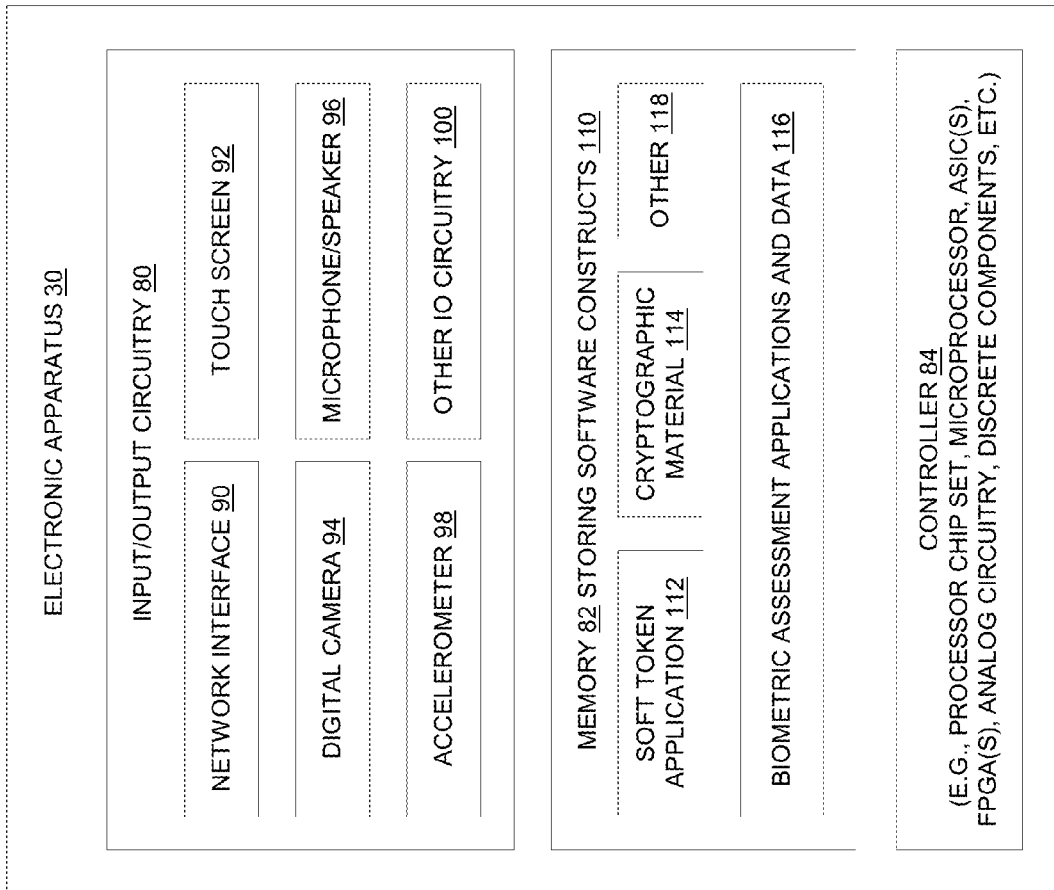 ELECTRONIC APPARATUS 30
INPUT/OUTPUT CIRCUITRY 80
NETWORK INTERFACE 90
TOUCH SCREEN 92
DIGITAL CAMERA 94
MICROPHONE/SPEAKER 96
ACCELEROMETER 98
OTHER IO CIRCUITRY 100
MEMORY 82 STORING SOFTWARE CONSTRUCTS 110
SOFT TOKEN
APPLICATION 112
CRYPTOGRAPHIC
MATERIAL 114
OTHER 118
BIOMETRIC ASSESSMENT APPLICATIONS AND DATA 116
CONTROLLER 84
(E.G., PROCESSOR CHIP SET, MICROPROCESSOR, ASIC(S),
FPGA(S), ANALOG CIRCUITRY, DISCRETE COMPONENTS, ETC.)